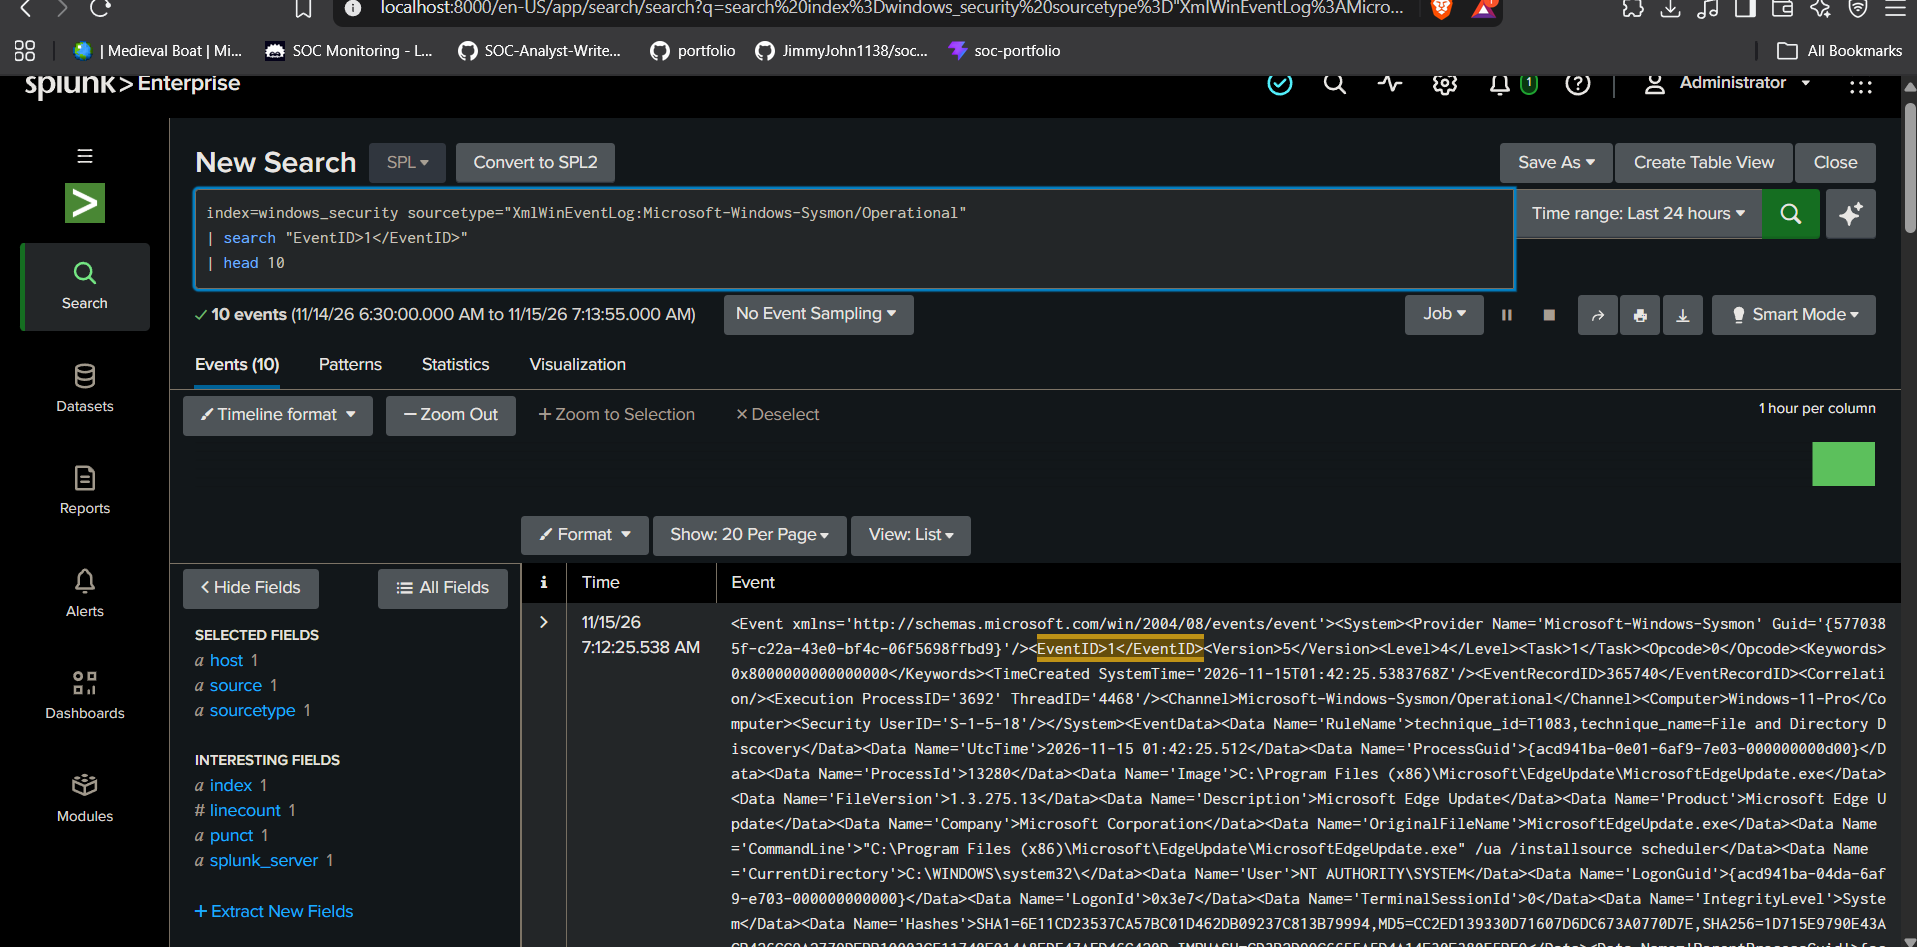 localhost:8000/en-US/app/search/search?q=search%20index%3Dwindows_security%20sourcetype%3D"XmlWinEventLog%3AMicro...
| Medieval Boat | Mi...
SOC Monitoring - L...
SOC-Analyst-Write...
portfolio
JimmyJohn1138/soc...
soc-portfolio
All Bookmarks
splunk> Enterprise
1
Administrator
New Search
SPL
Convert to SPL2
Save As
Create Table View
Close
index=windows_security sourcetype="XmlWinEventLog:Microsoft-Windows-Sysmon/Operational"
| search "EventID>1</EventID>"
| head 10
Time range: Last 24 hours
Search
Datasets
Reports
Alerts
Dashboards
Modules
10 events (11/14/26 6:30:00.000 AM to 11/15/26 7:13:55.000 AM)
No Event Sampling
Job
Smart Mode
Events (10)
Patterns
Statistics
Visualization
Timeline format
— Zoom Out
+ Zoom to Selection
× Deselect
1 hour per column
Format
Show: 20 Per Page
View: List
< Hide Fields
All Fields
SELECTED FIELDS
a host 1
a source 1
a sourcetype 1
INTERESTING FIELDS
a index 1
# linecount 1
a punct 1
a splunk_server 1
+ Extract New Fields
i
Time
Event
>
11/15/26
7:12:25.538 AM
<Event xmlns='http://schemas.microsoft.com/win/2004/08/events/event'><System><Provider Name='Microsoft-Windows-Sysmon' Guid='{577038
5f-c22a-43e0-bf4c-06f5698ffbd9}'/><EventID>1</EventID><Version>5</Version><Level>4</Level><Task>1</Task><Opcode>0</Opcode><Keywords>
0x8000000000000000</Keywords><TimeCreated SystemTime='2026-11-15T01:42:25.5383768Z'/><EventRecordID>365740</EventRecordID><Correlati
on/><Execution ProcessID='3692' ThreadID='4468'/><Channel>Microsoft-Windows-Sysmon/Operational</Channel><Computer>Windows-11-Pro</Co
mputer><Security UserID='S-1-5-18'/></System><EventData><Data Name='RuleName'>technique_id=T1083,technique_name=File and Directory D
iscovery</Data><Data Name='UtcTime'>2026-11-15 01:42:25.512</Data><Data Name='ProcessGuid'>{acd941ba-0e01-6af9-7e03-000000000d00}</D
ata><Data Name='ProcessId'>13280</Data><Data Name='Image'>C:\Program Files (x86)\Microsoft\EdgeUpdate\MicrosoftEdgeUpdate.exe</Data>
<Data Name='FileVersion'>1.3.275.13</Data><Data Name='Description'>Microsoft Edge Update</Data><Data Name='Product'>Microsoft Edge U
pdate</Data><Data Name='Company'>Microsoft Corporation</Data><Data Name='OriginalFileName'>MicrosoftEdgeUpdate.exe</Data><Data Name
='CommandLine'>"C:\Program Files (x86)\Microsoft\EdgeUpdate\MicrosoftEdgeUpdate.exe" /ua /installsource scheduler</Data><Data Name
='CurrentDirectory'>C:\WINDOWS\system32\</Data><Data Name='User'>NT AUTHORITY\SYSTEM</Data><Data Name='LogonGuid'>{acd941ba-04da-6af
9-e703-000000000000}</Data><Data Name='LogonId'>0x3e7</Data><Data Name='TerminalSessionId'>0</Data><Data Name='IntegrityLevel'>Syste
m</Data><Data Name='Hashes'>SHA1=6E11CD23537CA57BC01D462DB09237C813B79994,MD5=CC2ED139330D71607D6DC673A0770D7E,SHA256=1D715E9790E43A